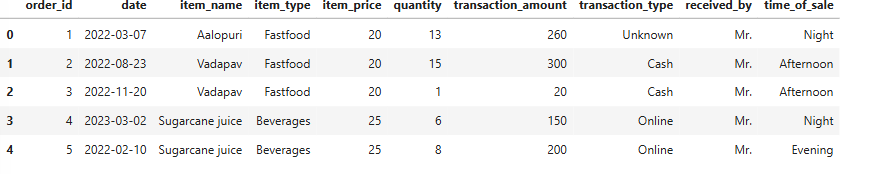 order_id date item_name item_type item_price quantity transaction_amount transaction_type received_by time_of_sale
0 1 2022-03-07 Aalopuri Fastfood 20 13 260 Unknown Mr. Night
1 2 2022-08-23 Vadapav Fastfood 20 15 300 Cash Mr. Afternoon
2 3 2022-11-20 Vadapav Fastfood 20 1 20 Cash Mr. Afternoon
3 4 2023-03-02 Sugarcane juice Beverages 25 6 150 Online Mr. Night
4 5 2022-02-10 Sugarcane juice Beverages 25 8 200 Online Mr. Evening